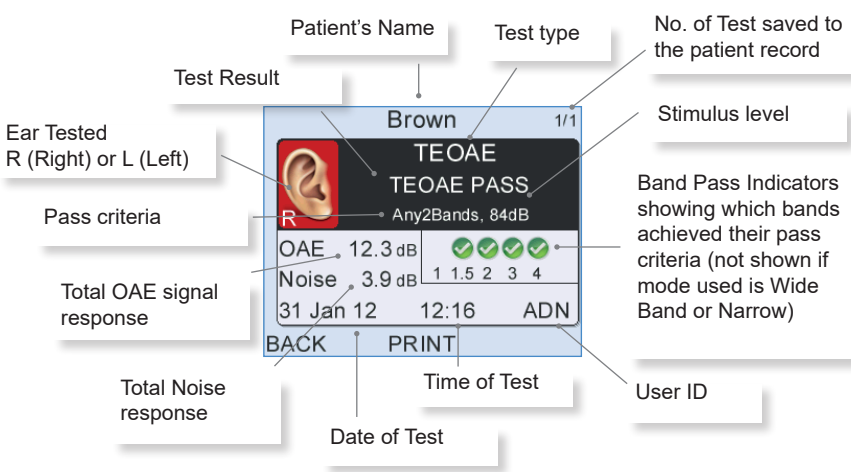 Patient’s Name
Test type
No. of Test saved to
the patient record
Test Result
Stimulus level
Ear Tested
R (Right) or L (Left)
Pass criteria
Band Pass Indicators
showing which bands
achieved their pass
criteria (not shown if
mode used is Wide
Band or Narrow)
Brown 1/1
TEOAE
TEOAE PASS
R Any2Bands, 84dB
OAE 12.3 dB
Noise 3.9 dB 1 1.5 2 3 4
31 Jan 12 12:16 ADN
BACK PRINT
Total OAE signal
response
Total Noise
response
Time of Test
User ID
Date of Test